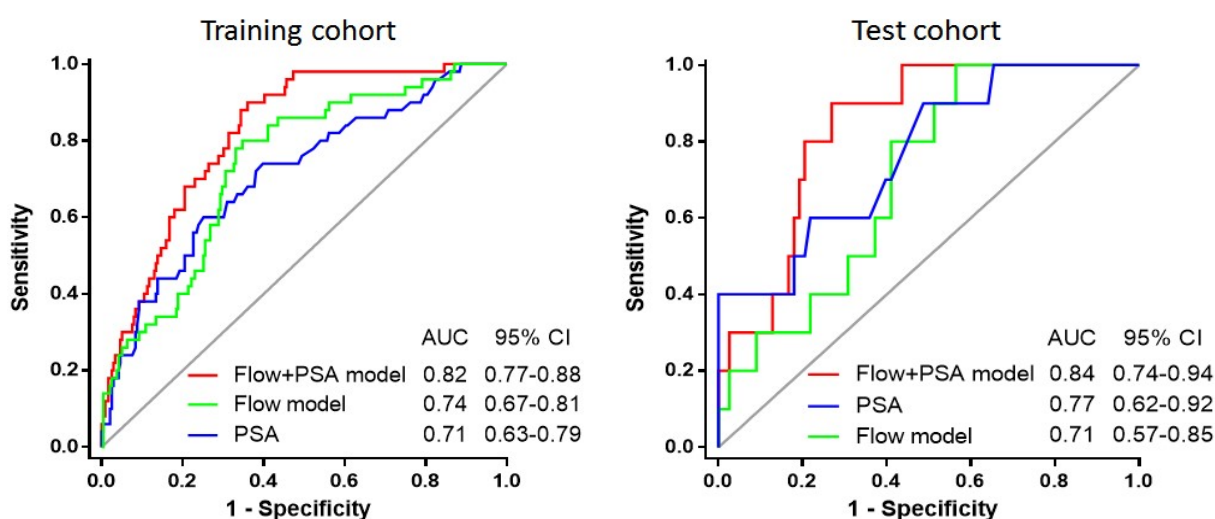 Training cohort
Sensitivity
1.0
0.8
0.6
0.4
0.2
0.0
AUC 95% CI
Flow+PSA model 0.82 0.77-0.88
Flow model 0.74 0.67-0.81
PSA 0.71 0.63-0.79
0.0 0.2 0.4 0.6 0.8 1.0
1 - Specificity
Test cohort
Sensitivity
1.0
0.8
0.6
0.4
0.2
0.0
AUC 95% CI
Flow+PSA model 0.84 0.74-0.94
PSA 0.77 0.62-0.92
Flow model 0.71 0.57-0.85
0.0 0.2 0.4 0.6 0.8 1.0
1 - Specificity